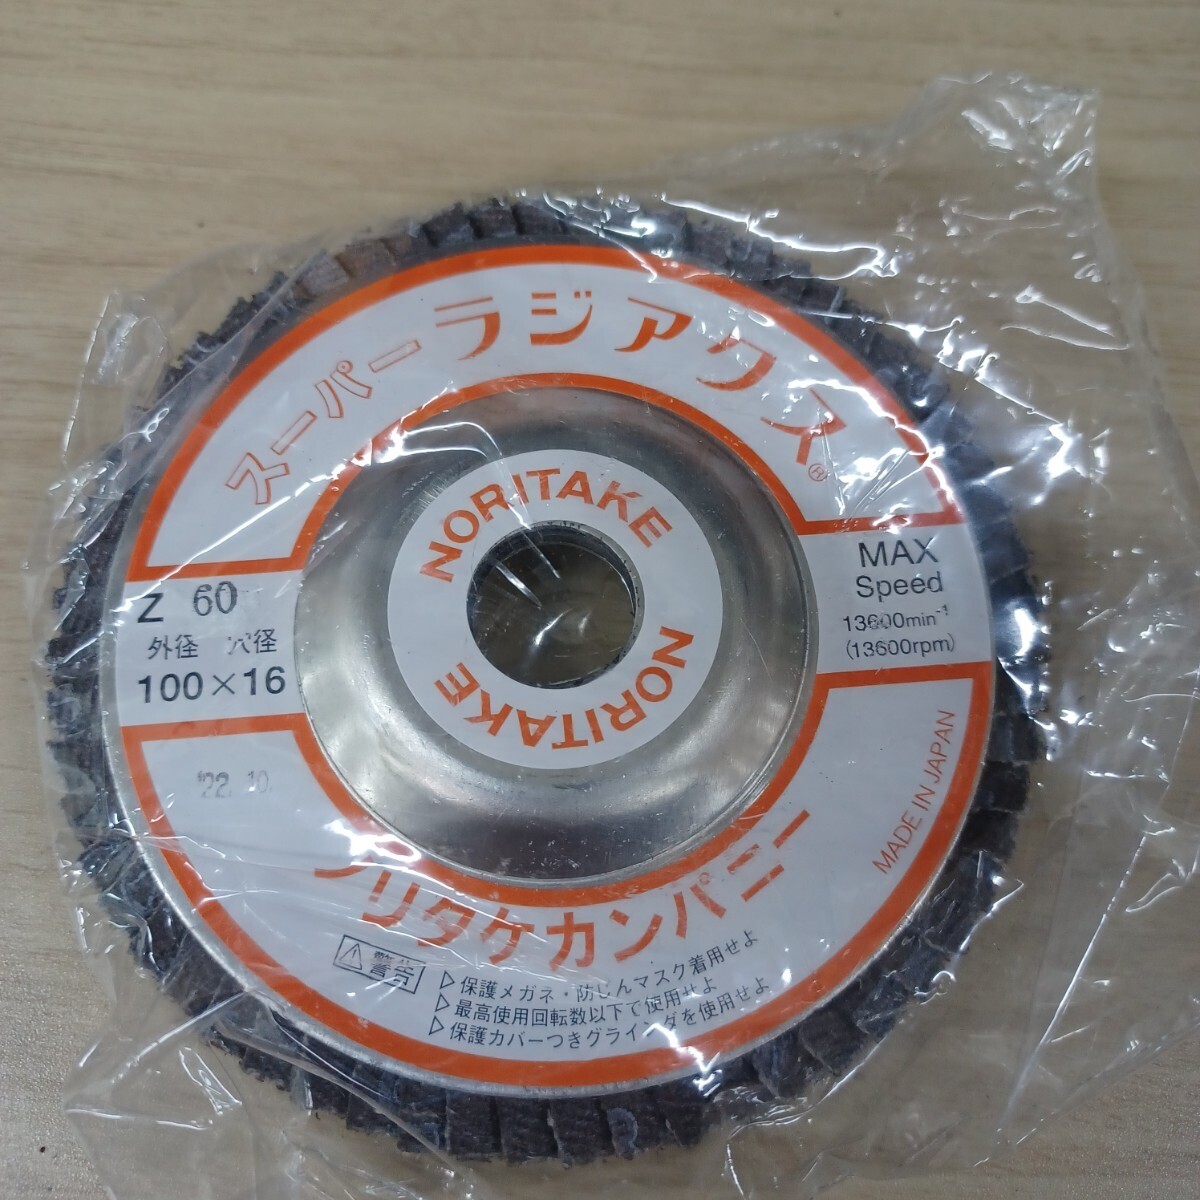 スーパーラジアクス®
NORITAKE
NORITAKE
Z 60
外径 穴径
100×16
MAX
Speed
13600min⁻¹
(13600rpm)
'22. 10.
MADE IN JAPAN
ノリタケカンパニー
⚠警告
▷保護メガネ・防じんマスク着用せよ
▷最高使用回転数以下で使用せよ
▷保護カバーつきグラインダを使用せよ